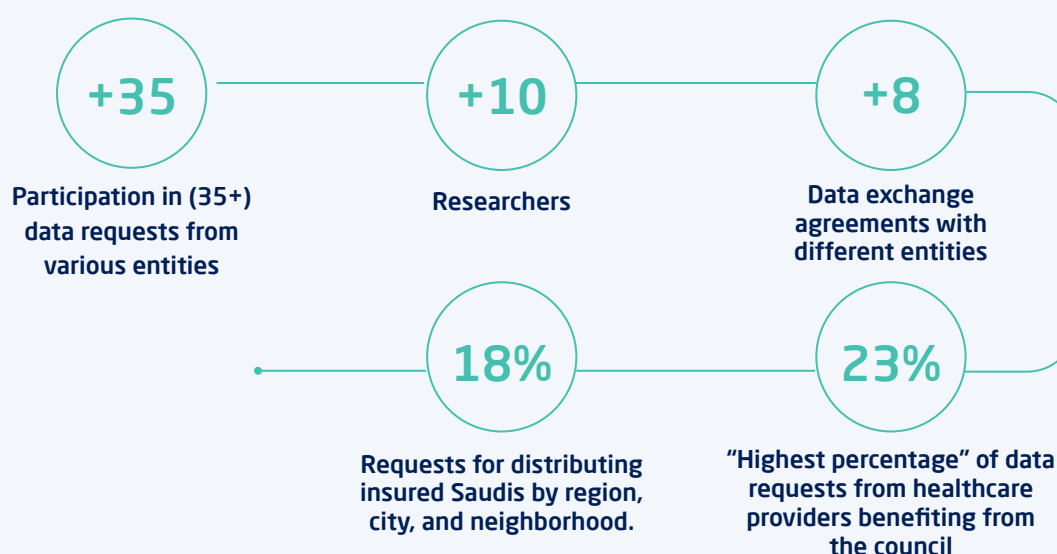 +35
+10
+8
Participation in (35+)
data requests from
various entities
Researchers
Data exchange
agreements with
different entities
18%
23%
Requests for distributing
insured Saudis by region,
city, and neighborhood.
“Highest percentage” of data
requests from healthcare
providers benefiting from
the council